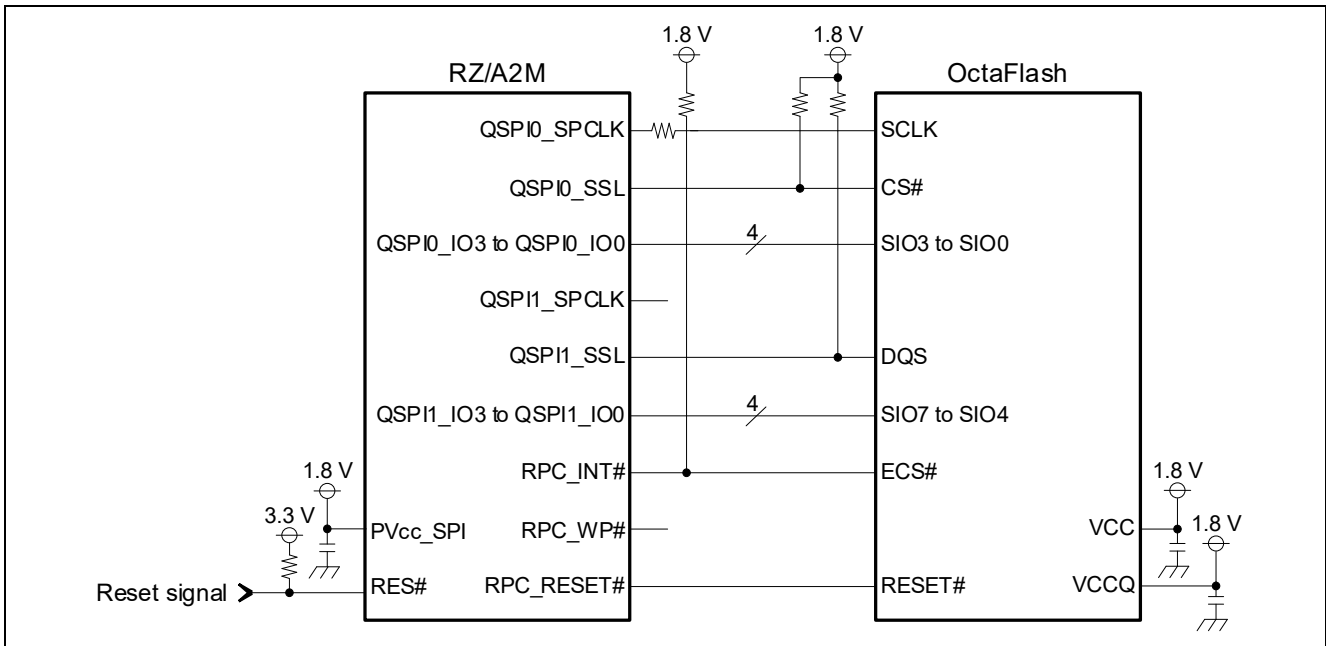 1.8 V 1.8 V
RZ/A2M OctaFlash
QSPI0_SPCLK SCLK
QSPI0_SSL CS#
QSPI0_IO3 to QSPI0_IO0 4 SIO3 to SIO0
QSPI1_SPCLK
QSPI1_SSL DQS
QSPI1_IO3 to QSPI1_IO0 4 SIO7 to SIO4
RPC_INT# ECS#
1.8 V 1.8 V
3.3 V PVcc_SPI RPC_WP# VCC 1.8 V
Reset signal RES# RPC_RESET# RESET# VCCQ